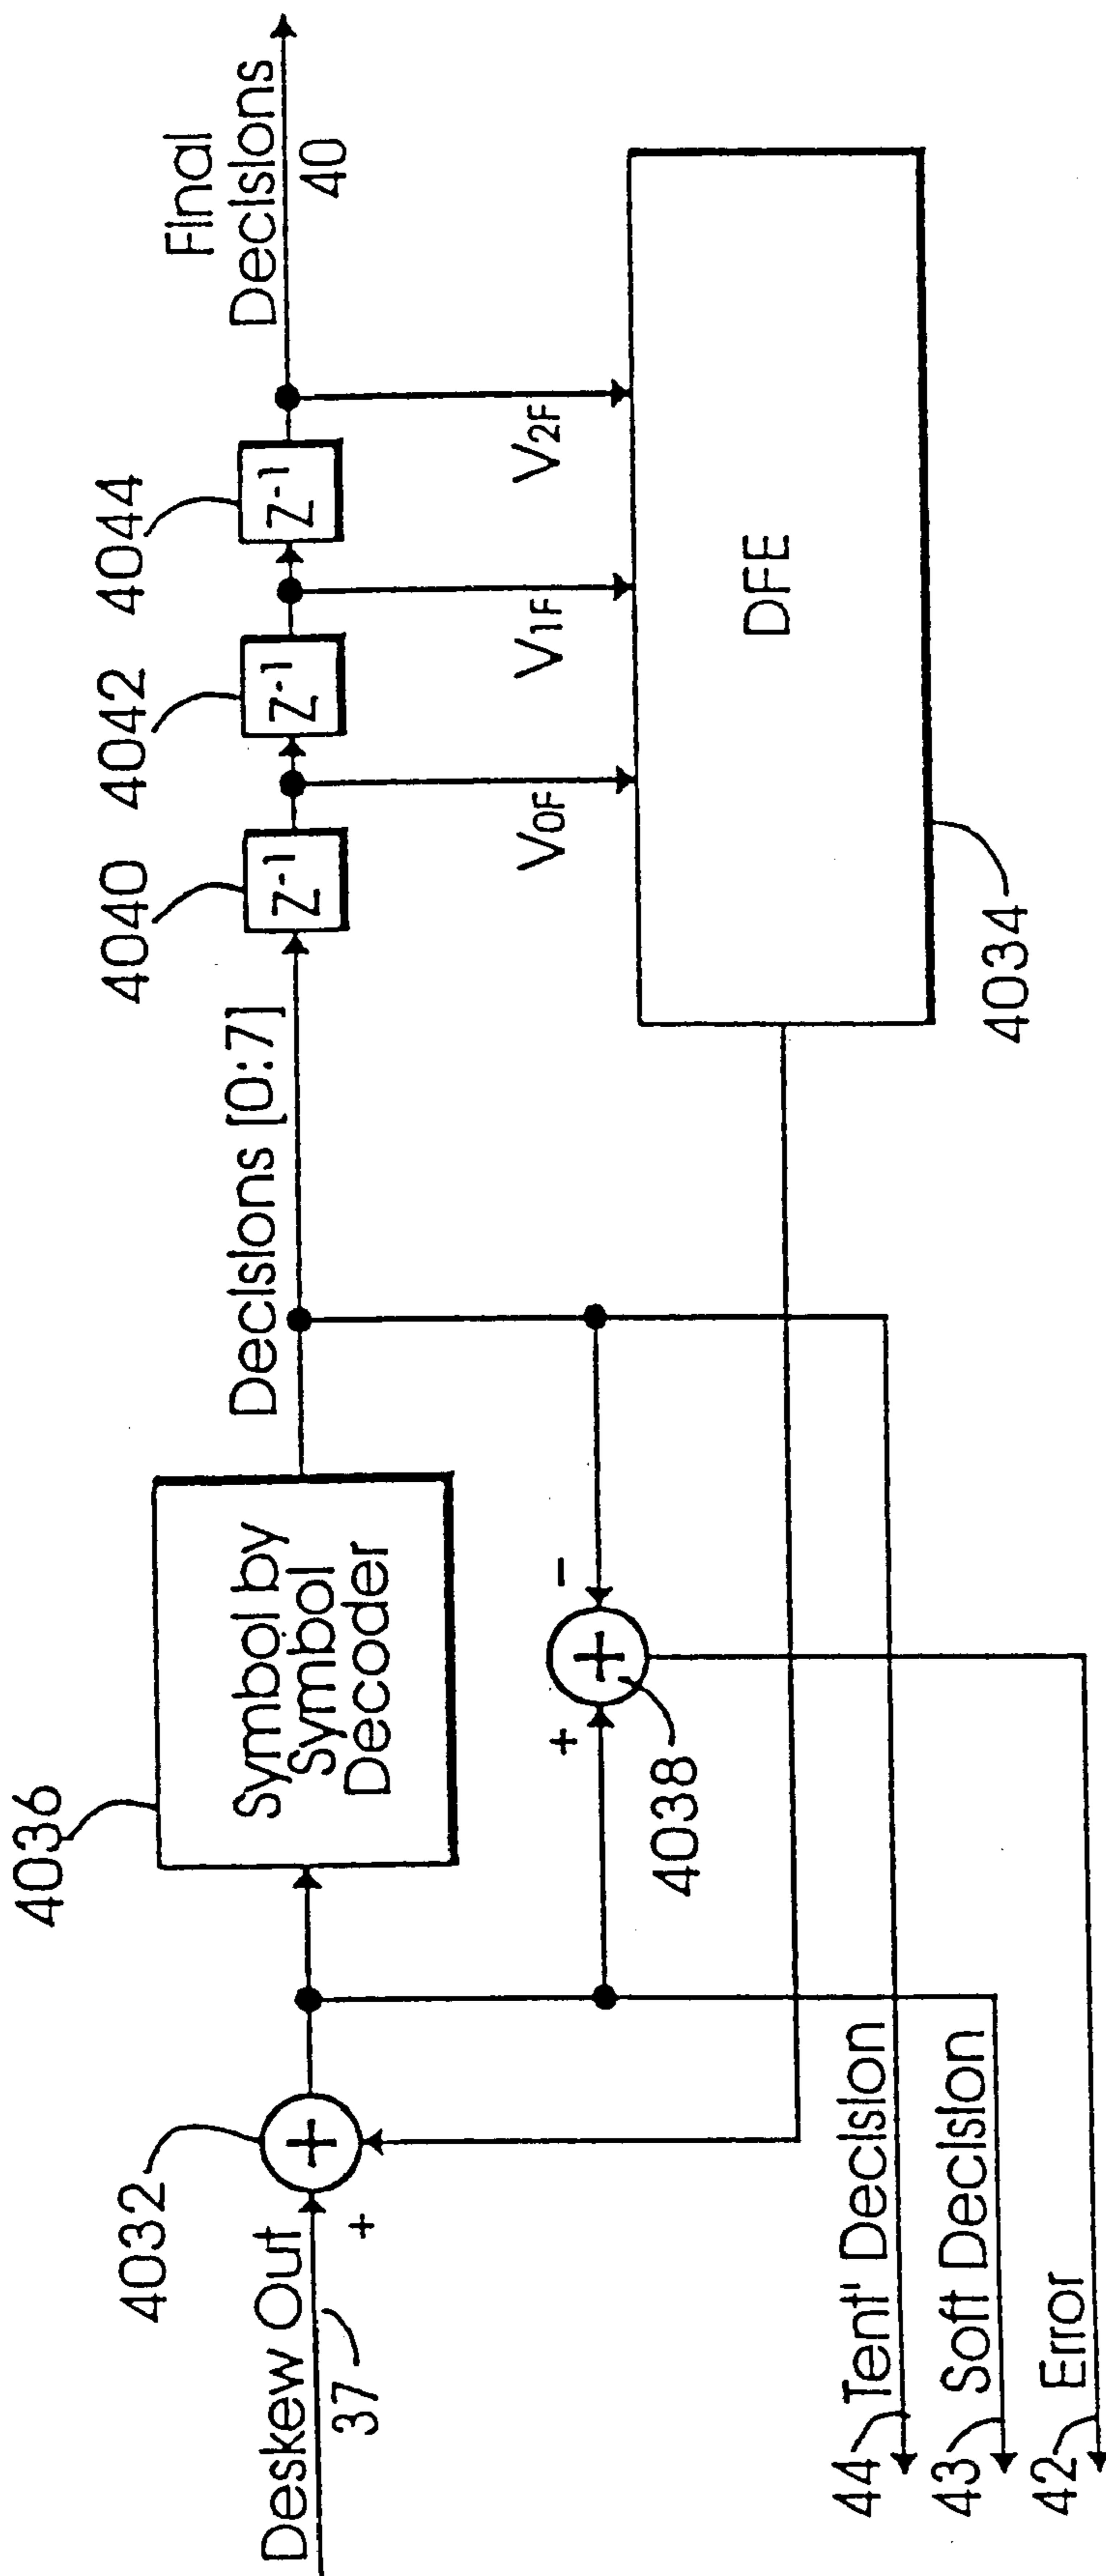 Final
Decisions
40
4044
4042
4040
Z-1
Z-1
Z-1
Decisions [0:7]
V2F
V1F
V0F
DFE
4034
4036
Symbol by
Symbol
Decoder
-
+
+
4038
+
4032
+
Deskew Out
37
44 Tent' Decision
43 Soft Decision
42 Error